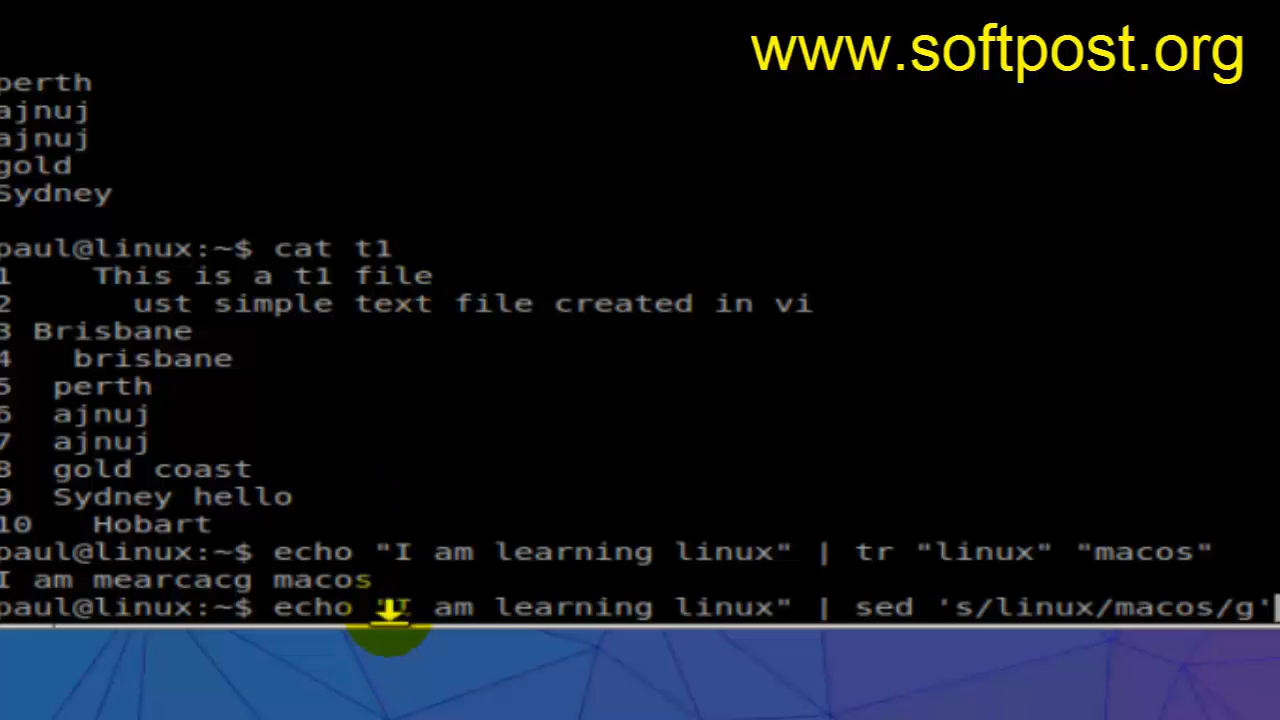 www.softpost.org
perth
ajnuj
ajnuj
gold
Sydney
paul@linux:~$ cat t1
1 This is a t1 file
2 ust simple text file created in vi
3 Brisbane
4 brisbane
5 perth
6 ajnuj
7 ajnuj
8 gold coast
9 Sydney hello
10 Hobart
paul@linux:~$ echo "I am learning linux" | tr "linux" "macos"
I am mearcacg macos
paul@linux:~$ echo "I am learning linux" | sed 's/linux/macos/g'